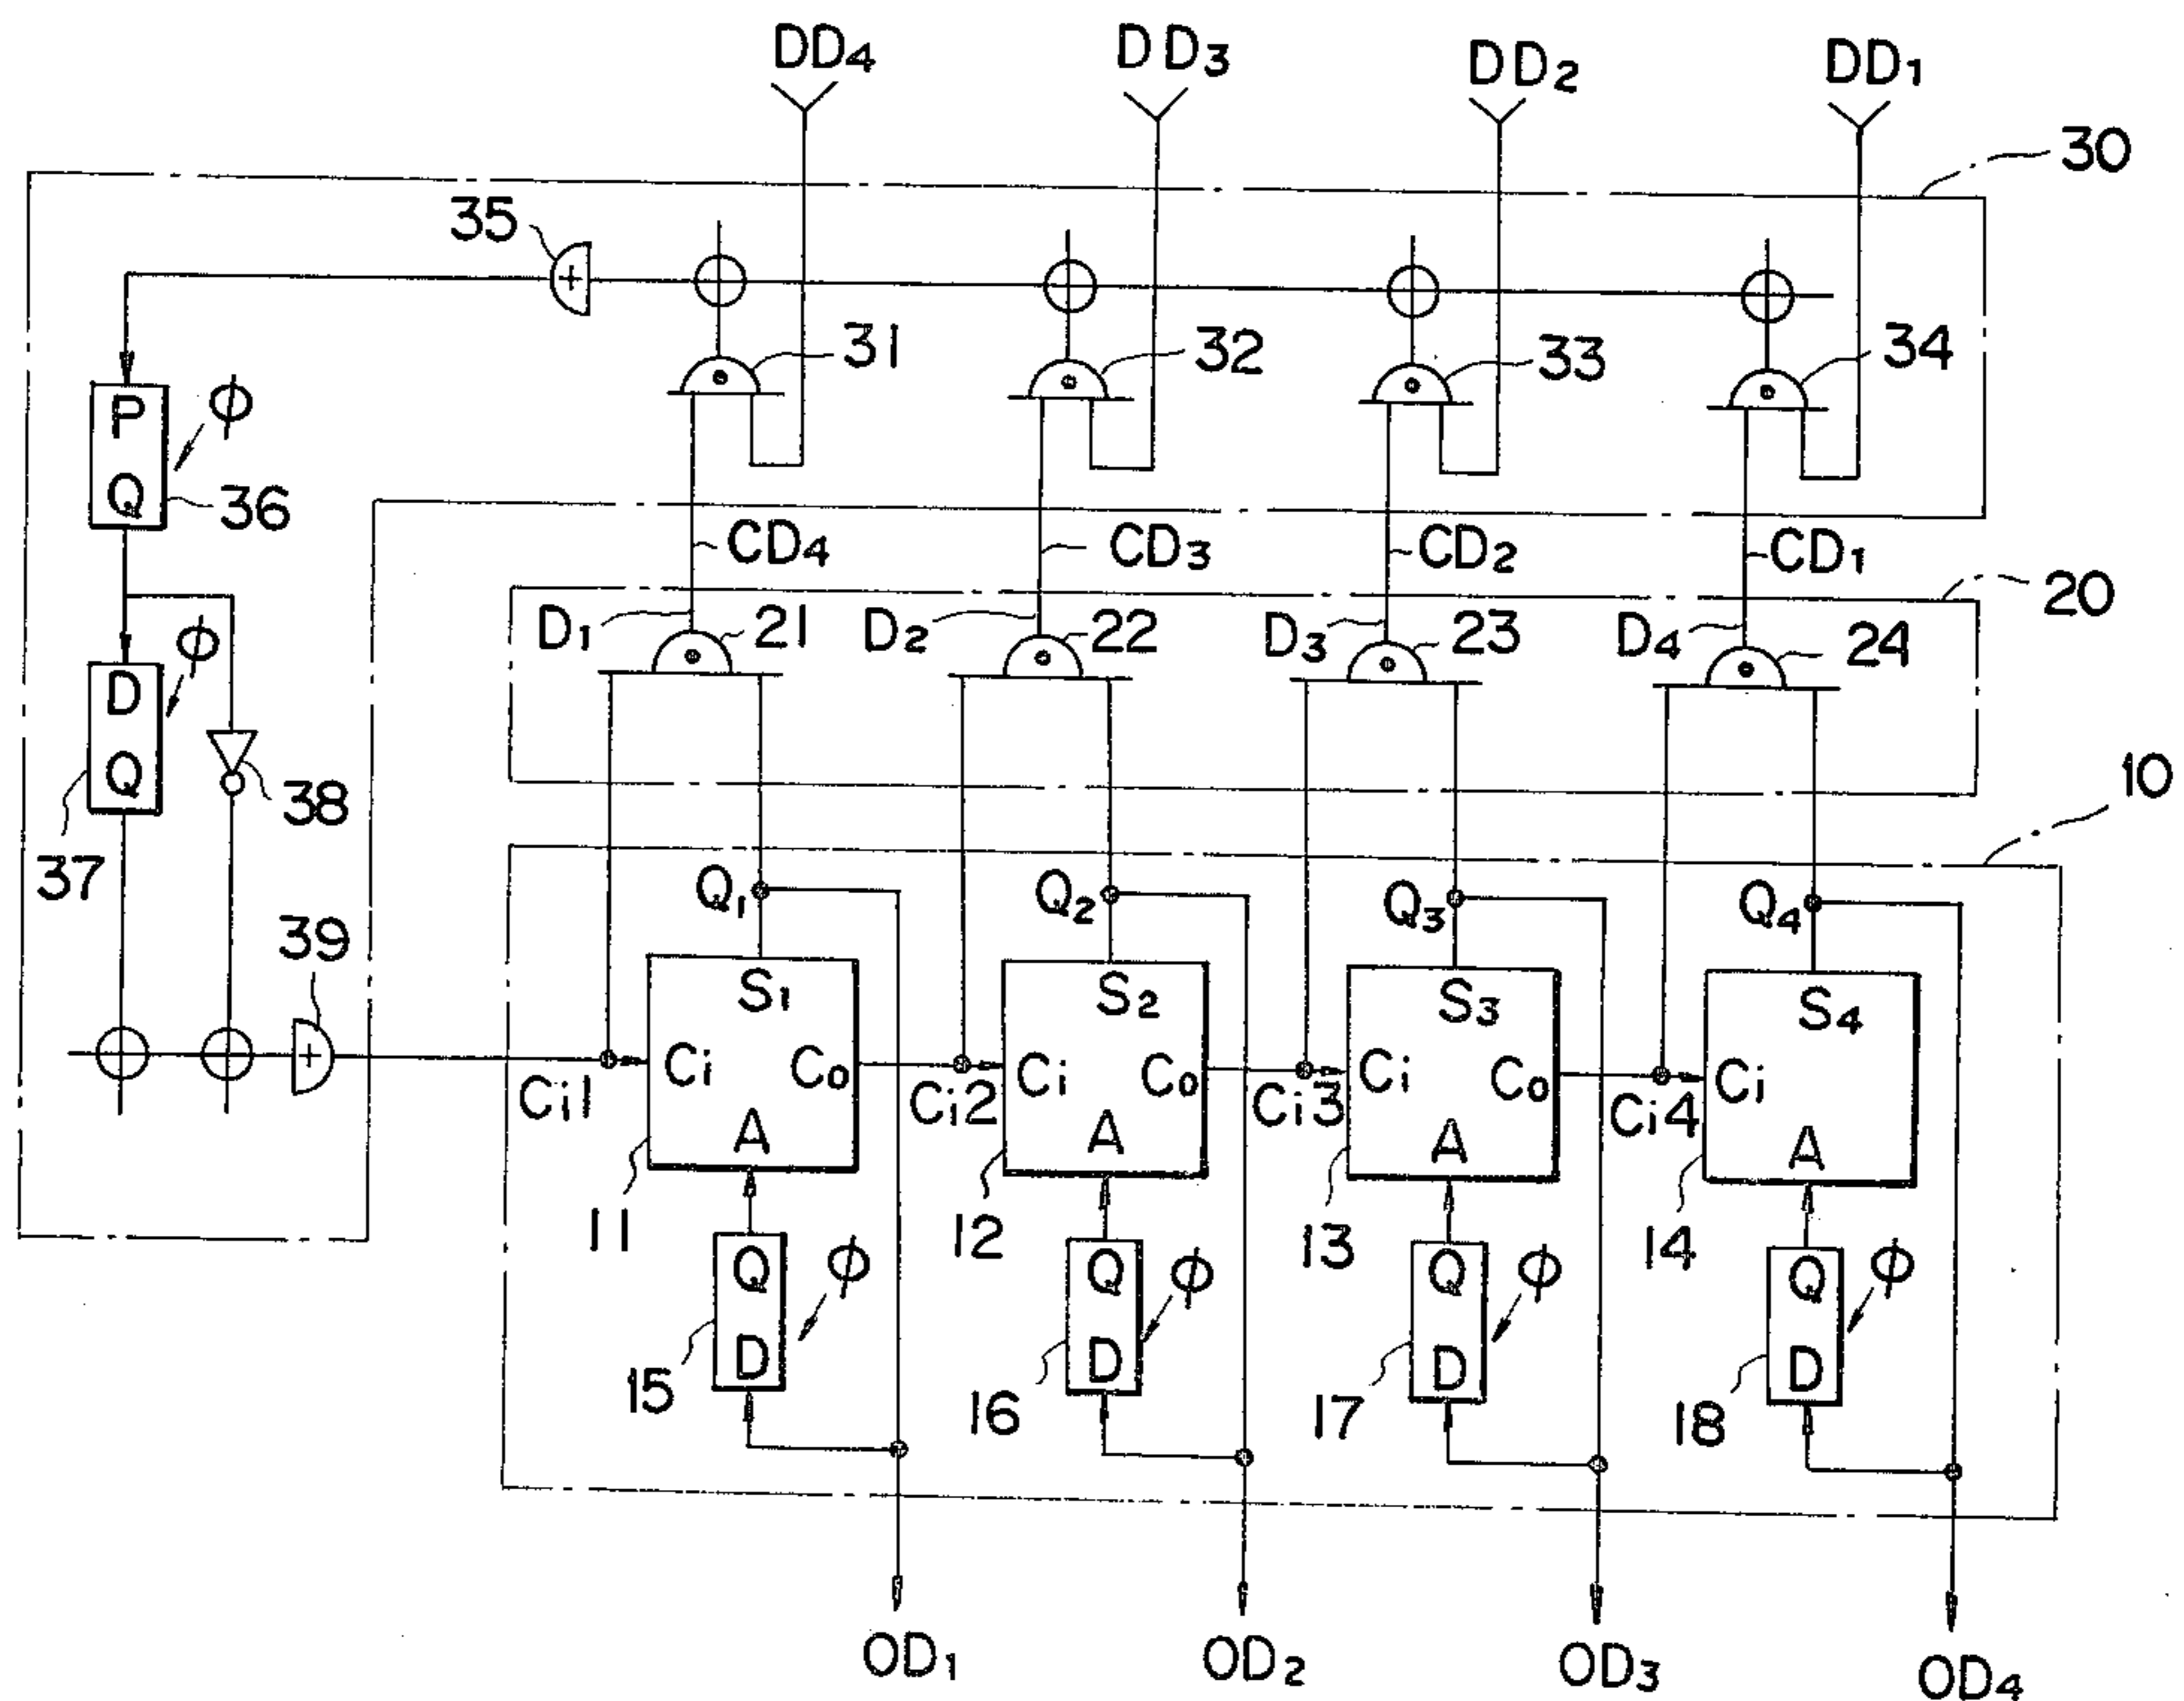 DD4 DD3 DD2 DD1
30
35
31 32 33 34
P
Q
φ
36
CD4 CD3 CD2 CD1
20
D1 21 D2 22 D3 23 D4 24
D
Q
φ
37
38
10
39
Q1 Q2 Q3 Q4
S1 S2 S3 S4
Ci Co Ci Co Ci Co Ci
Ci1 Ci2 Ci3 Ci4
A A A A
11 12 13 14
Q φ Q φ Q φ Q φ
D D D D
15 16 17 18
OD1 OD2 OD3 OD4